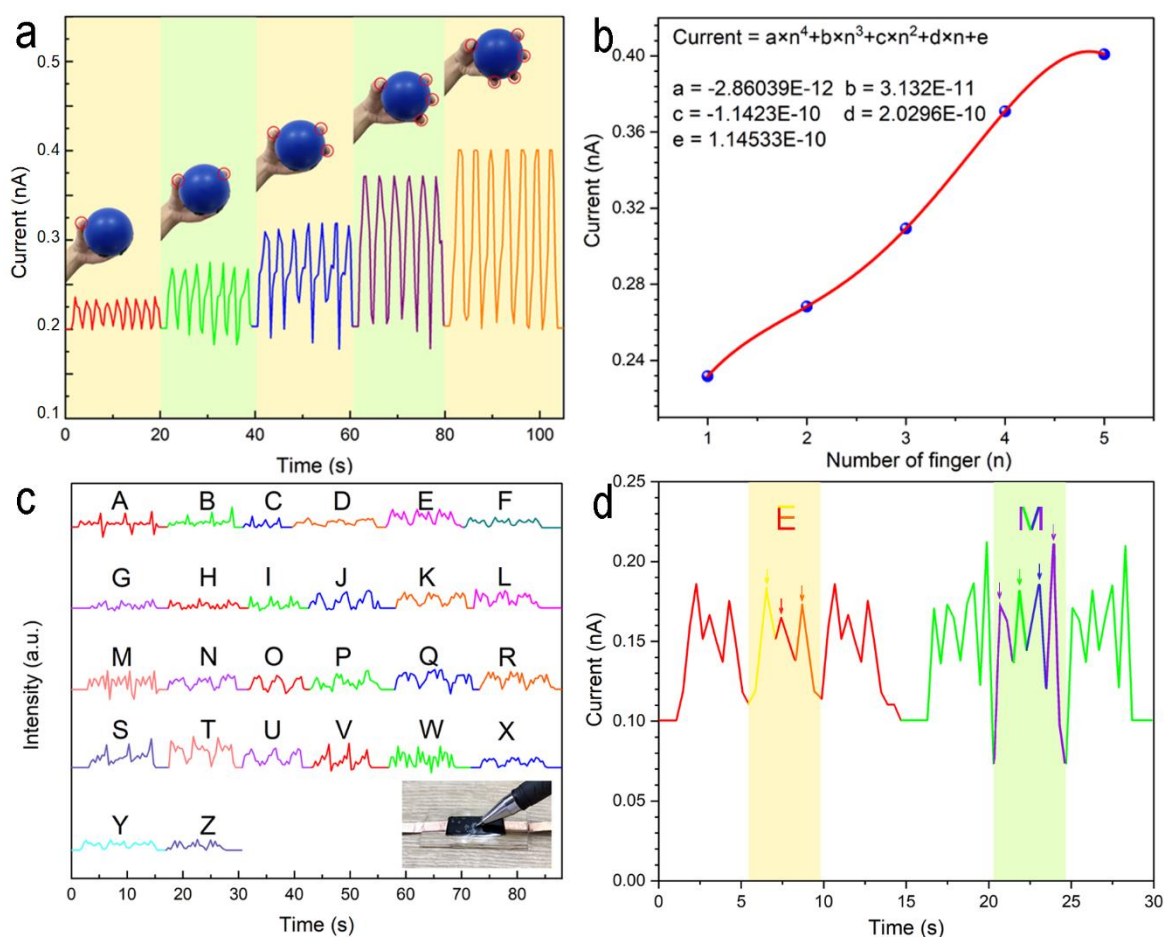 a
0.5
0.4
0.3
0.2
0.1
Current (nA)
0 20 40 60 80 100
Time (s)
b
Current = a×n⁴+b×n³+c×n²+d×n+e
a = -2.86039E-12 b = 3.132E-11
c = -1.1423E-10 d = 2.0296E-10
e = 1.14533E-10
0.40
0.36
0.32
0.28
0.24
Current (nA)
1 2 3 4 5
Number of finger (n)
c
A B C D E F
G H I J K L
M N O P Q R
S T U V W X
Y Z
Intensity (a.u.)
0 10 20 30 40 50 60 70 80
Time (s)
d
E M
0.25
0.20
0.15
0.10
0.05
0.00
Current (nA)
0 5 10 15 20 25 30
Time (s)